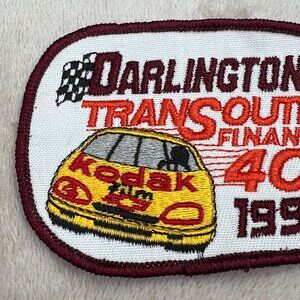 DARLINGTON
TRANSOUT
FINAN
40
199
Kodak
film